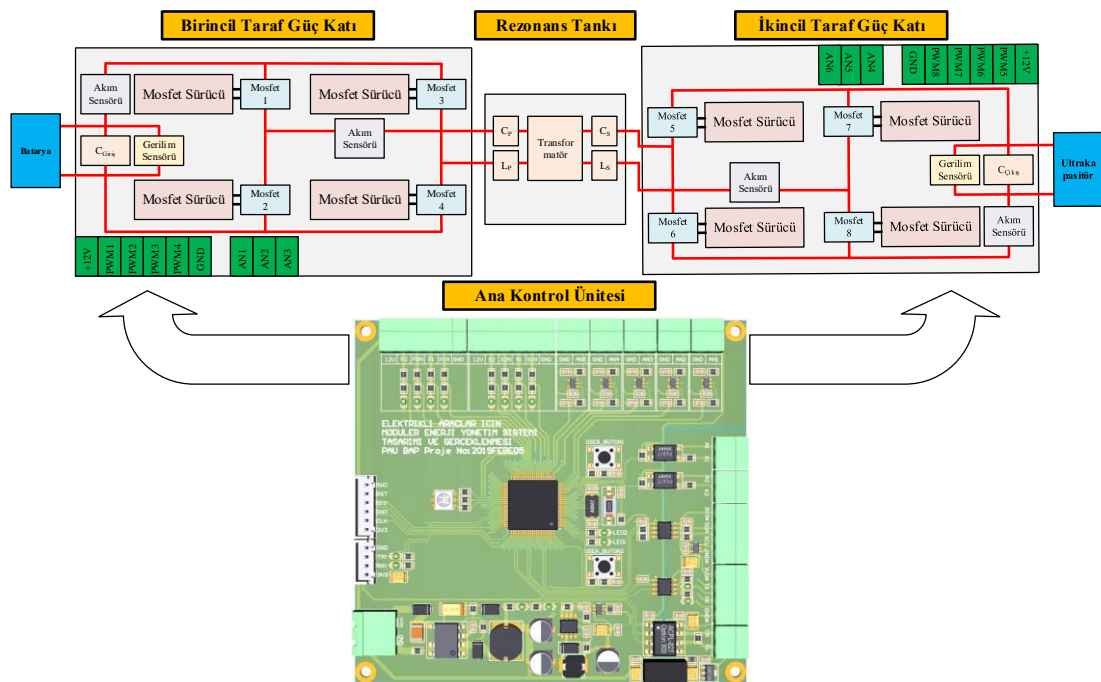 Birincil Taraf Güç Katı
Rezonans Tankı
İkincil Taraf Güç Katı
Akım
Sensörü
Mosfet Sürücü
Mosfet
1
Mosfet Sürücü
Mosfet
3
Batarya
CGiriş
Gerilim
Sensörü
Akım
Sensörü
Mosfet Sürücü
Mosfet
2
Mosfet Sürücü
Mosfet
4
+12V
PWM1
PWM2
PWM3
PWM4
GND
AN1
AN2
AN3
CP
Transfor
matör
CS
LP
LS
AN6
AN5
AN4
GND
PWM8
PWM7
PWM6
PWM5
+12V
Mosfet
5
Mosfet Sürücü
Mosfet
7
Mosfet Sürücü
Akım
Sensörü
Gerilim
Sensörü
CÇıkış
Ultraka
pasitör
Mosfet
6
Mosfet Sürücü
Mosfet
8
Mosfet Sürücü
Akım
Sensörü
Ana Kontrol Ünitesi
ELEKTRIKLI ARACLAR ICIN
MODULER ENERJI YONETIM SISTEMI
TASARIMI VE GERCEKLENMESI
PAU BAP Proje No:2019FEBE05
USER_BUTON1
LED2
LED1
USER_BUTON2